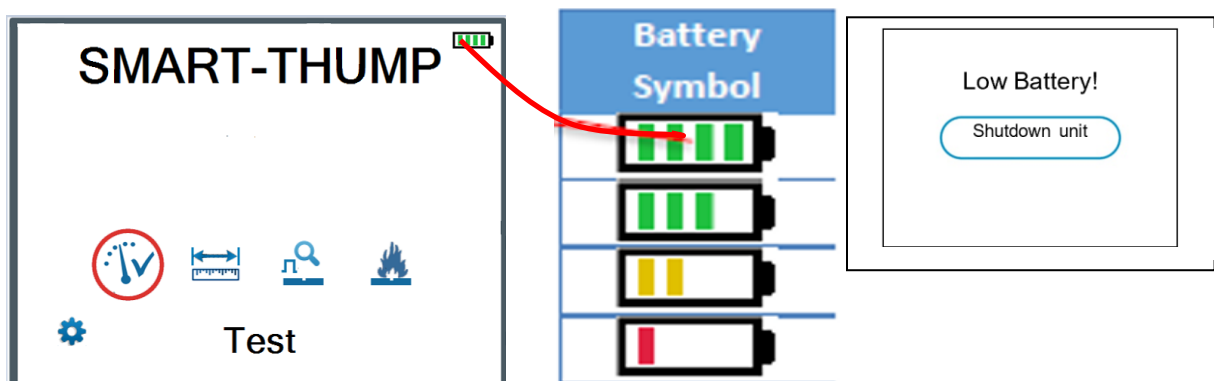 SMART-THUMP
Test
Battery
Symbol
Low Battery!
Shutdown unit